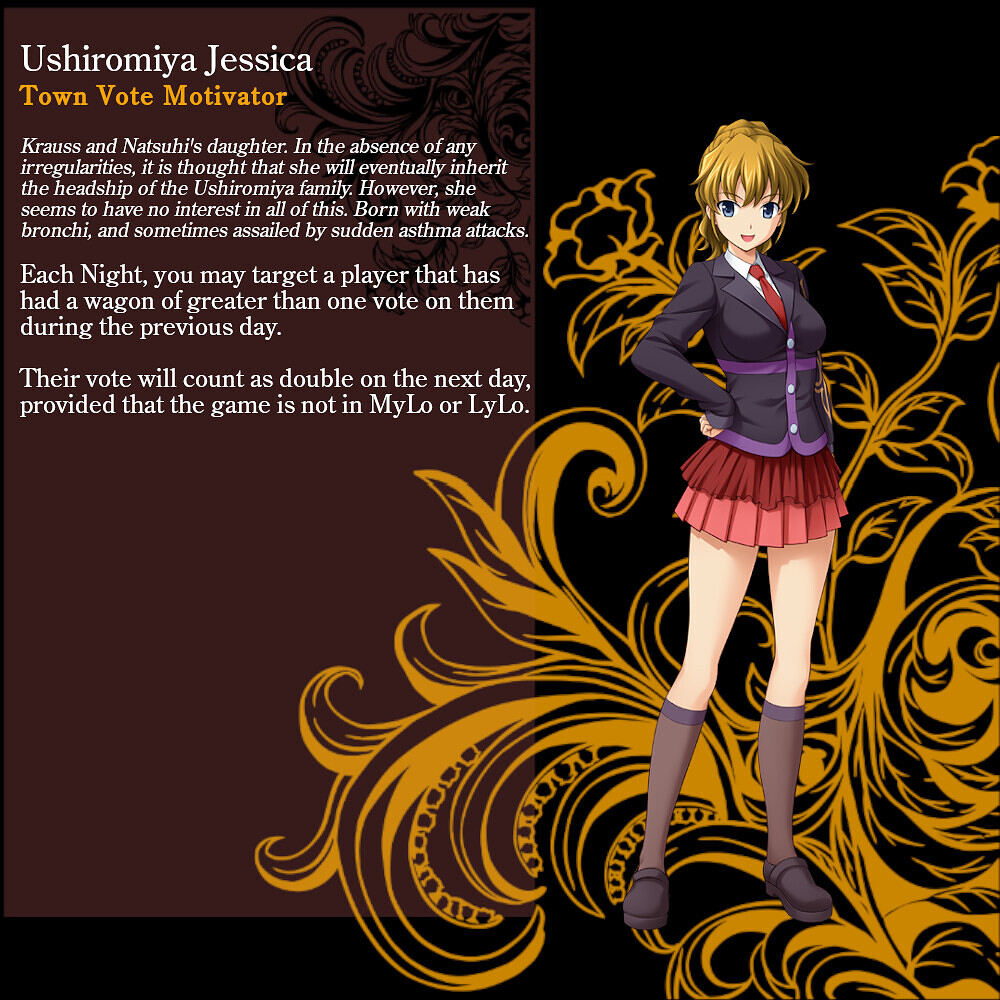 Ushiromiya Jessica
Town Vote Motivator
Krauss and Natsuhi's daughter. In the absence of any
irregularities, it is thought that she will eventually inherit
the headship of the Ushiromiya family. However, she
seems to have no interest in all of this. Born with weak
bronchi, and sometimes assailed by sudden asthma attacks.
Each Night, you may target a player that has
had a wagon of greater than one vote on them
during the previous day.
Their vote will count as double on the next day,
provided that the game is not in MyLo or LyLo.